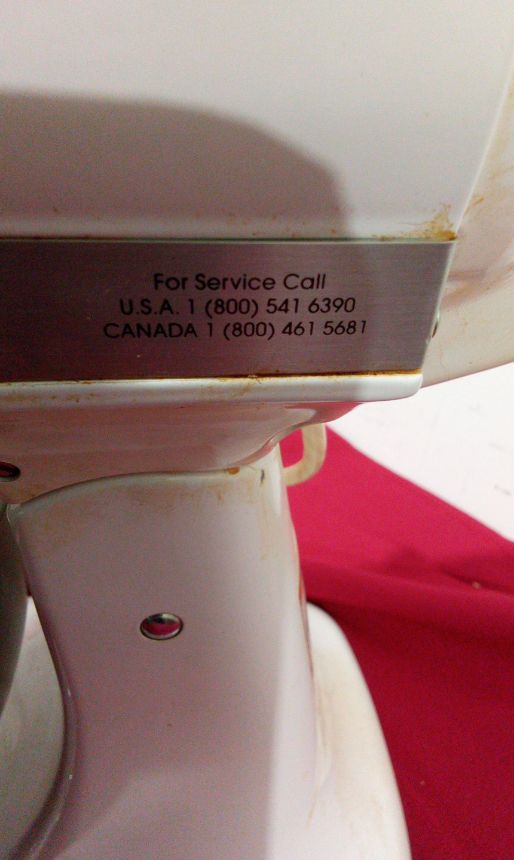 For Service Call
U.S.A. 1 (800) 541 6390
CANADA 1 (800) 461 5681